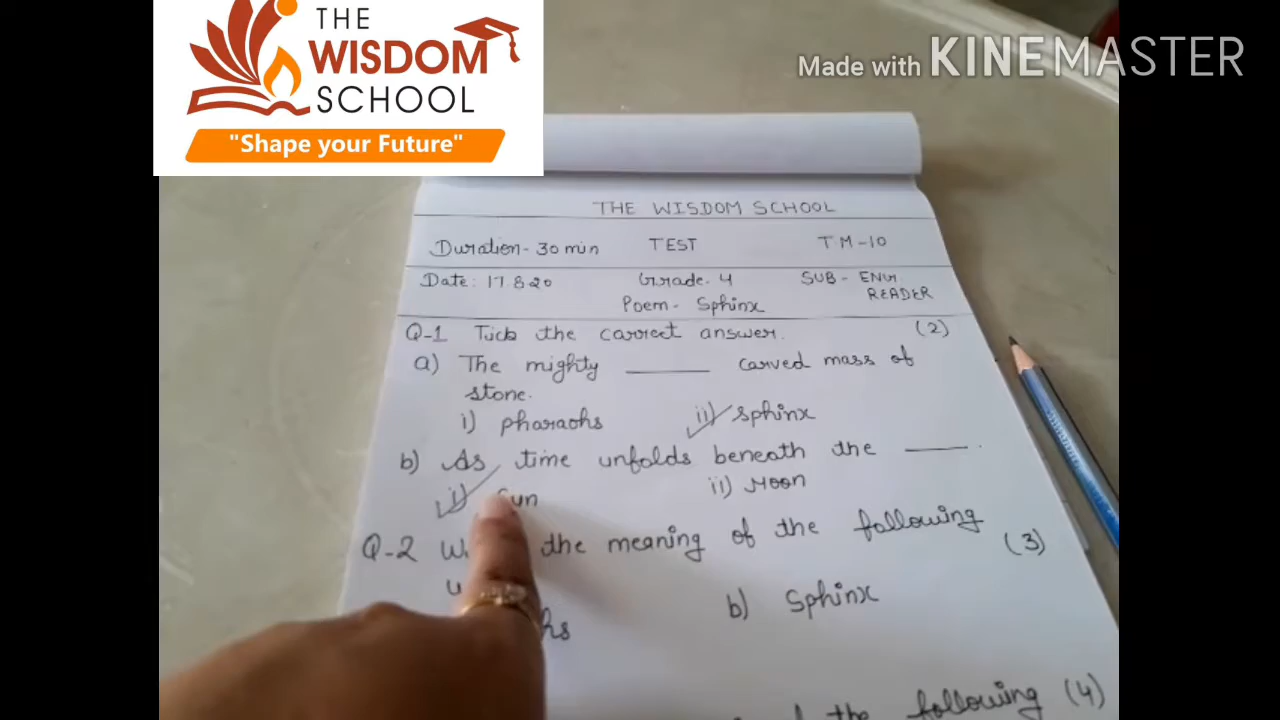 THE
WISDOM
SCHOOL
"Shape your Future"
Made with KINEMASTER
THE WISDOM SCHOOL
Duration - 30 min TEST T M - 10
Date: 17.8.20 Grade - 4 SUB - ENG
READER
Poem - Sphinx
Q-1 Tick the correct answer. (2)
a) The mighty ______ carved mass of
stone.
i) pharaohs ii) Sphinx
b) As time unfolds beneath the ______.
i) Sun ii) Moon
Q-2 the meaning of the following (3)
b) Sphinx
the following (4)